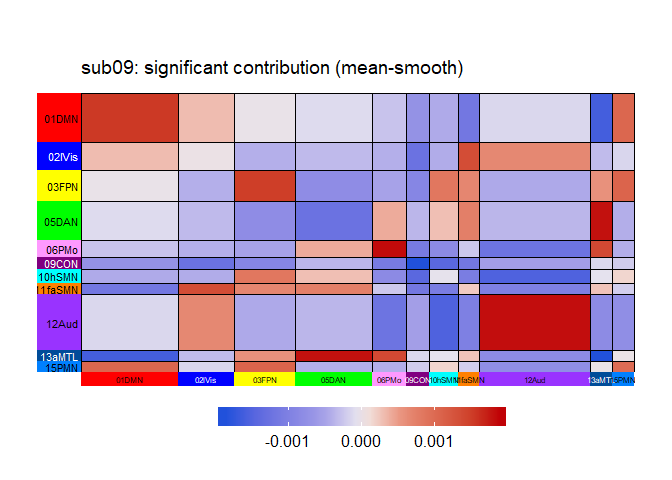 sub09: significant contribution (mean-smooth)
01DMN
02lVis
03FPN
05DAN
06PMo
09CON
10hSMN
11faSMN
12Aud
13aMTL
15PMN
01DMN 02lVis 03FPN 05DAN 06PMo 09CON 10hSMN 11faSMN 12Aud 13aMTL 15PMN
-0.001 0.000 0.001